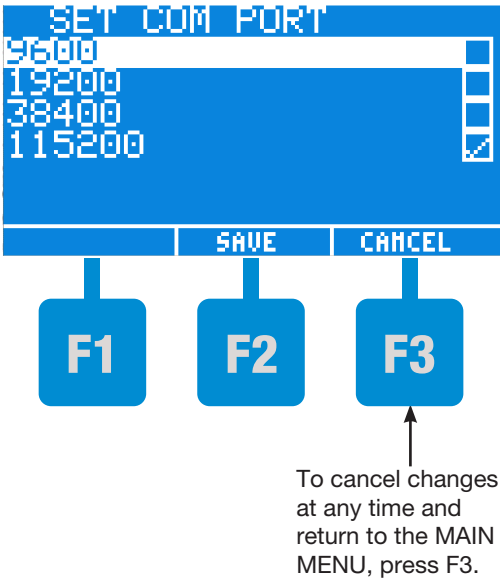 SET COM PORT
9600
19200
38400
115200
SAVE CANCEL
F1 F2 F3
To cancel changes
at any time and
return to the MAIN
MENU, press F3.